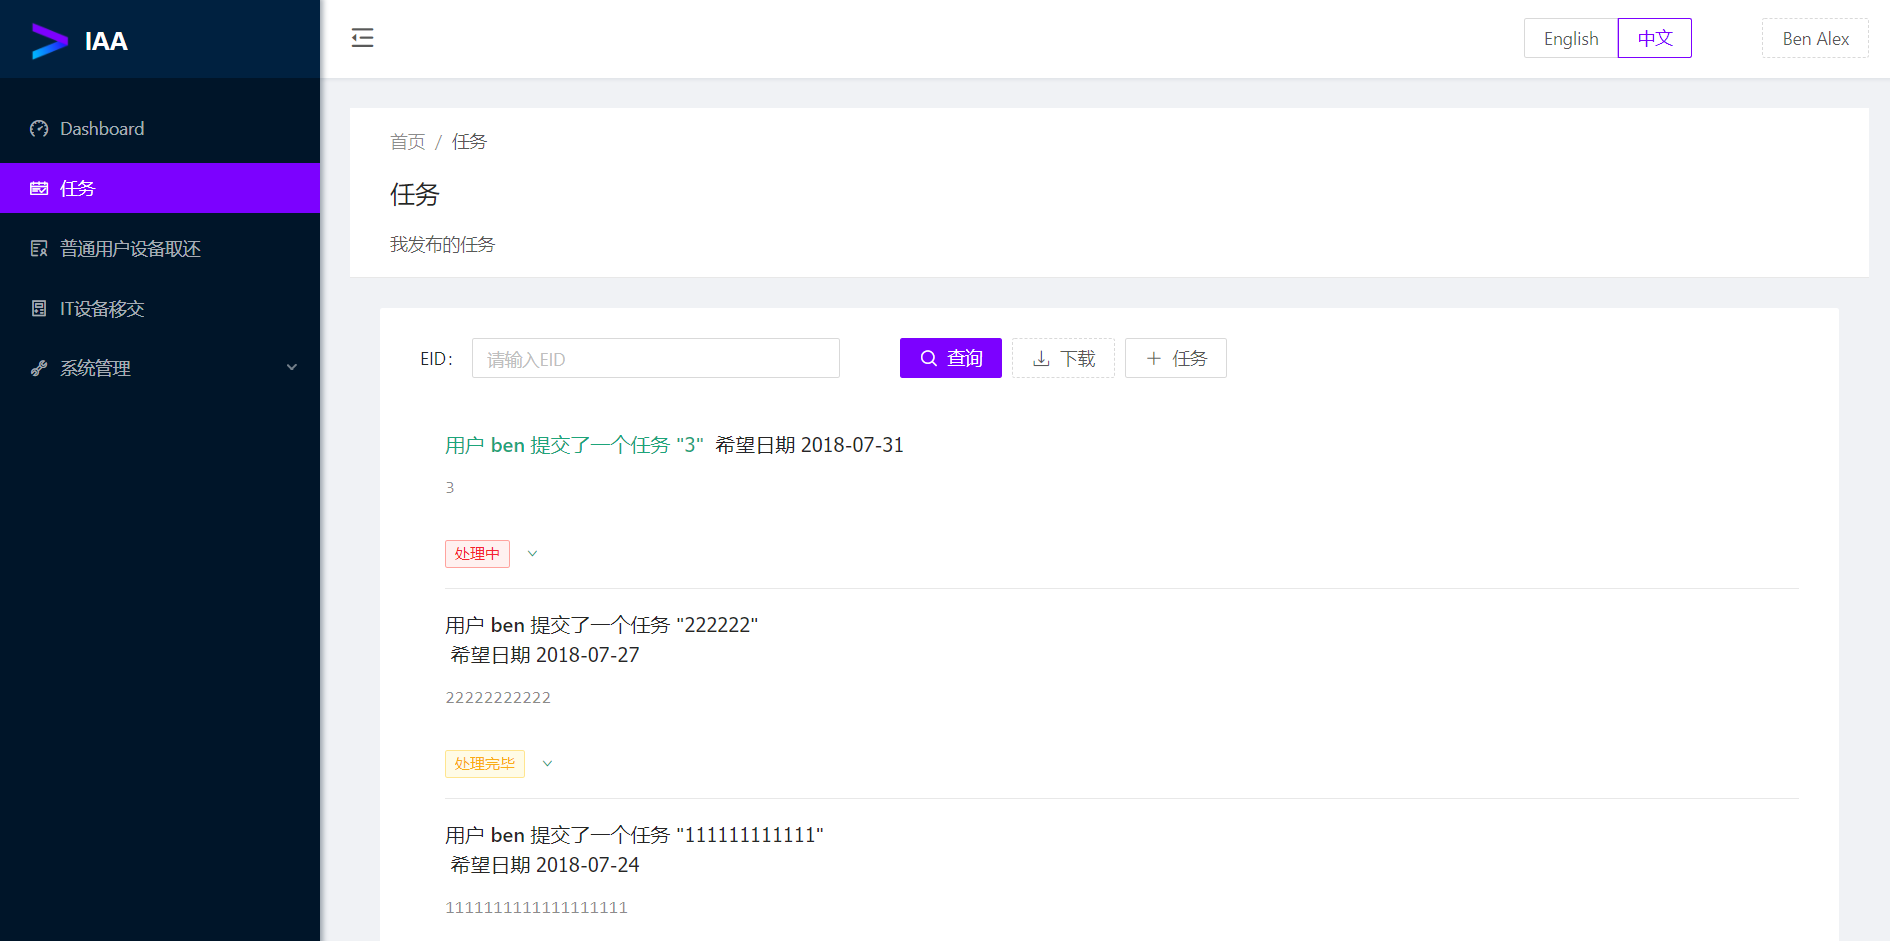 IAA
English
中文
Ben Alex
Dashboard
任务
普通用户设备取还
IT设备移交
系统管理
首页 / 任务
任务
我发布的任务
EID: 请输入EID 查询 下载 + 任务
用户 ben 提交了一个任务 "3" 希望日期 2018-07-31
3
处理中
用户 ben 提交了一个任务 "222222"
希望日期 2018-07-27
22222222222
处理完毕
用户 ben 提交了一个任务 "111111111111"
希望日期 2018-07-24
1111111111111111111